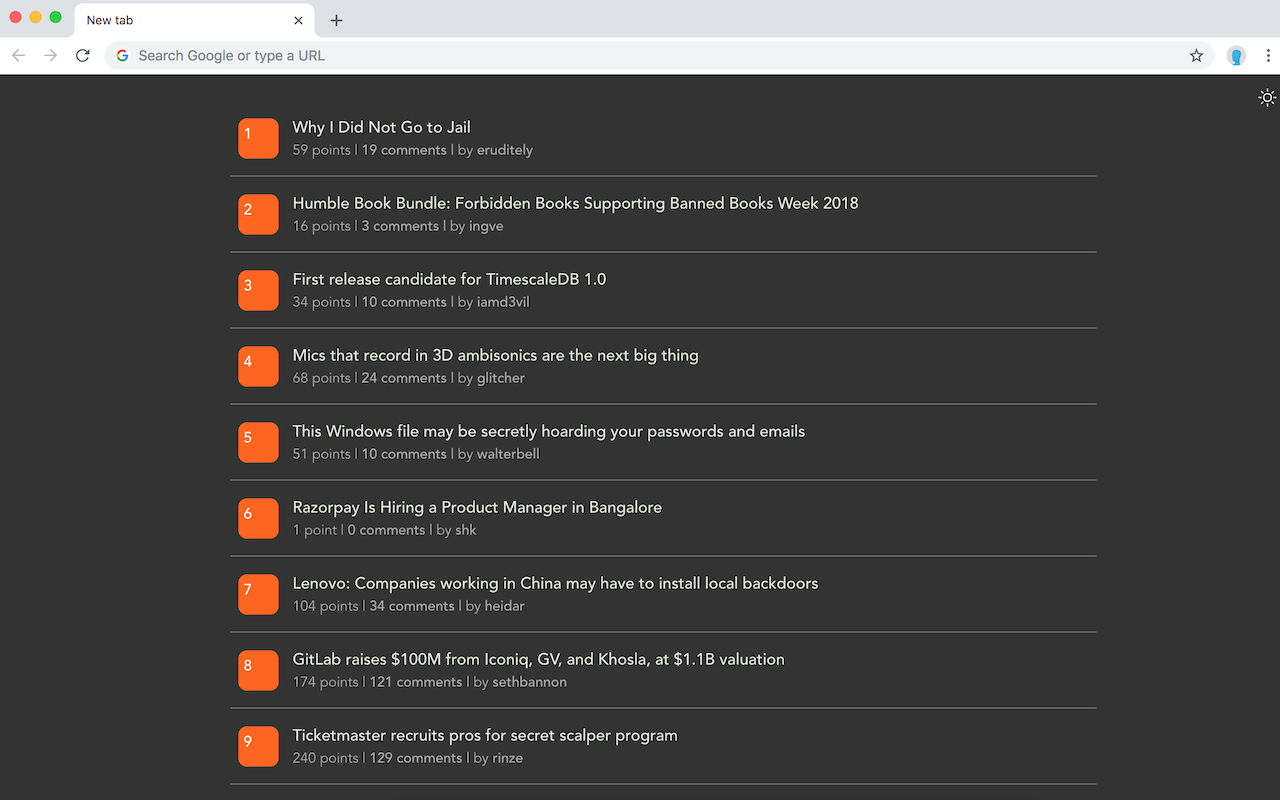 New tab
Search Google or type a URL
1
Why I Did Not Go to Jail
59 points | 19 comments | by eruditely
2
Humble Book Bundle: Forbidden Books Supporting Banned Books Week 2018
16 points | 3 comments | by ingve
3
First release candidate for TimescaleDB 1.0
34 points | 10 comments | by iamd3vil
4
Mics that record in 3D ambisonics are the next big thing
68 points | 24 comments | by glitcher
5
This Windows file may be secretly hoarding your passwords and emails
51 points | 10 comments | by walterbell
6
Razorpay Is Hiring a Product Manager in Bangalore
1 point | 0 comments | by shk
7
Lenovo: Companies working in China may have to install local backdoors
104 points | 34 comments | by heidar
8
GitLab raises $100M from Iconiq, GV, and Khosla, at $1.1B valuation
174 points | 121 comments | by sethbannon
9
Ticketmaster recruits pros for secret scalper program
240 points | 129 comments | by rinze